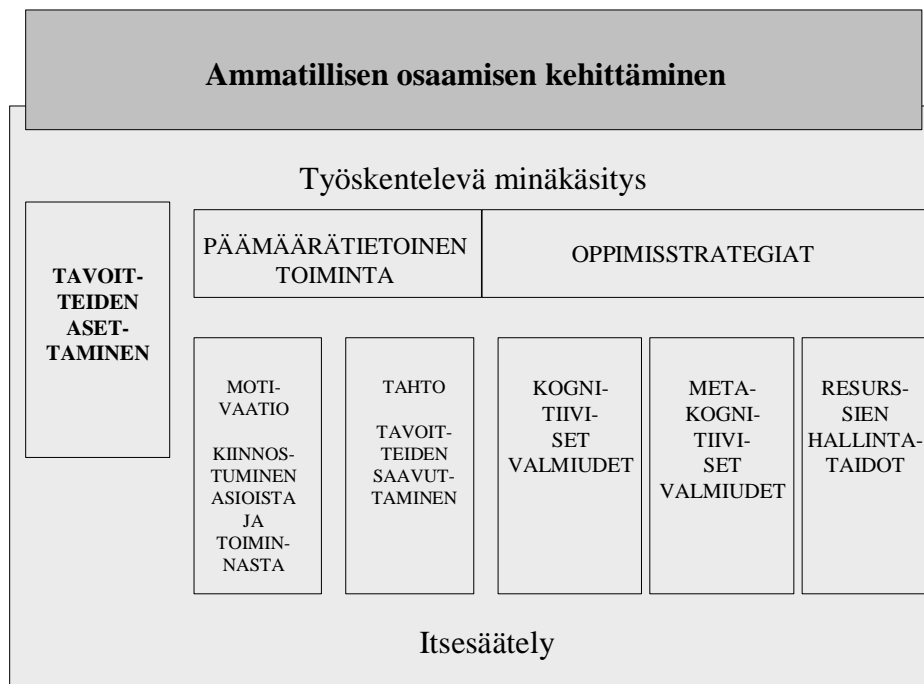 Ammatillisen osaamisen kehittäminen
Työskentelevä minäkäsitys
TAVOIT-
TEIDEN
ASET-
TAMINEN
PÄÄMÄÄRÄTIETOINEN
TOIMINTA
OPPIMISSTRATEGIAT
MOTI-
VAATIO
KIINNOS-
TUMINEN
ASIOISTA
JA
TOIMIN-
NASTA
TAHTO
TAVOIT-
TEIDEN
SAAVUT-
TAMINEN
KOGNI-
TIIVI-
SET
VALMIUDET
META-
KOGNI-
TIIVI-
SET
VALMIUDET
RESURS-
SIEN
HALLINTA-
TAIDOT
Itsesäätely